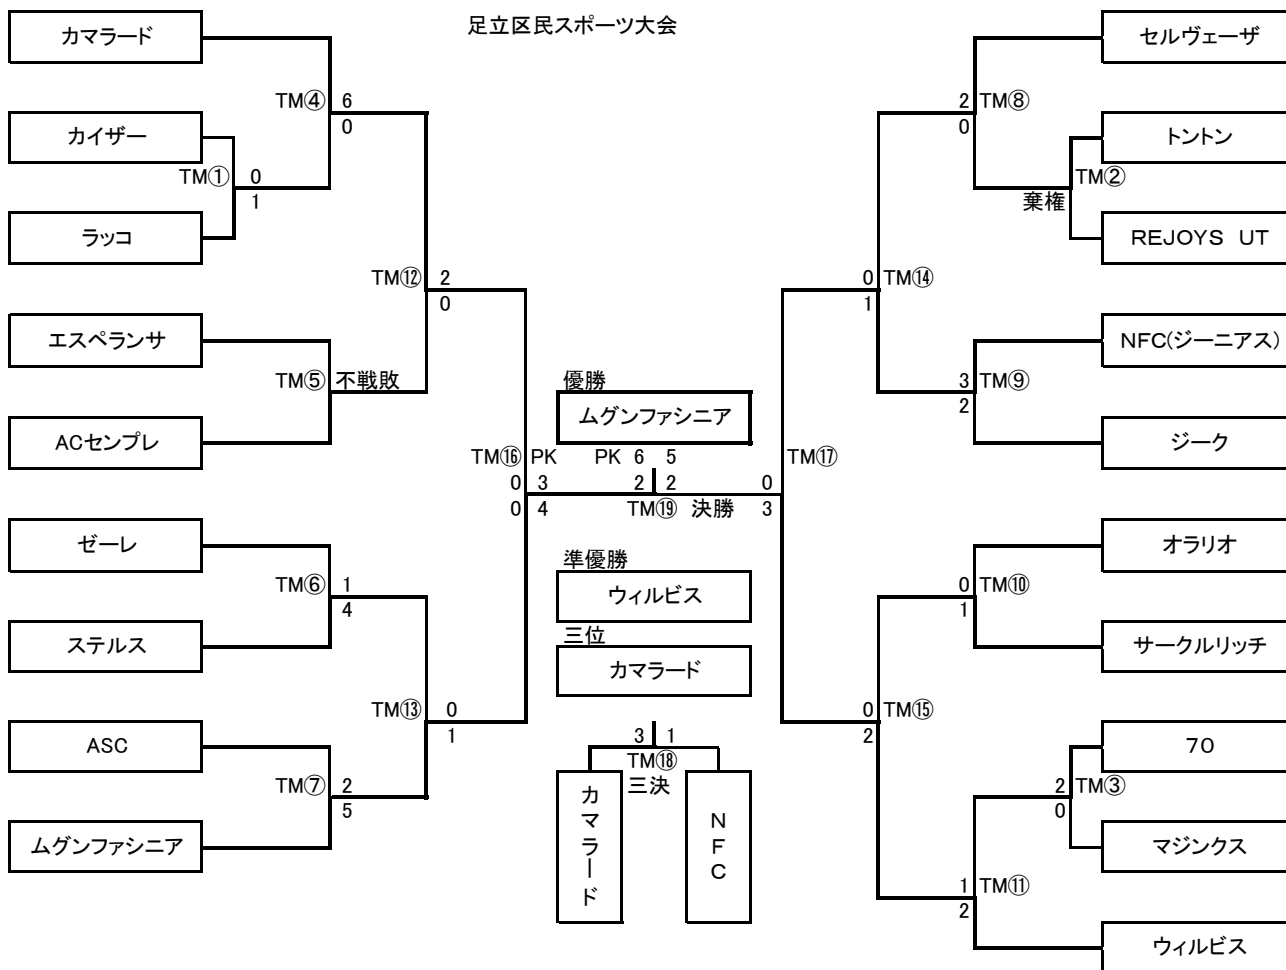 足立区民スポーツ大会
カマラード
TM④ 6
0
カイザー
TM① 0
1
ラッコ
TM⑫ 2
0
エスペランサ
TM⑤ 不戦敗
ACセンプレ
TM⑯ PK
0 3
0 4
ゼーレ
TM⑥ 1
4
ステルス
TM⑬ 0
1
ASC
TM⑦ 2
5
ムグンファシニア
優勝
ムグンファシニア
PK 6 5
2 2
TM⑲ 決勝
準優勝
ウィルビス
三位
カマラード
3 1
TM⑱
三決
カマラード
NFC
セルヴェーザ
2 TM⑧
0
トントン
TM②
棄権
REJOYS UT
0 TM⑭
1
NFC(ジーニアス)
3 TM⑨
2
ジーク
TM⑰
0
3
オラリオ
0 TM⑩
1
サークルリッチ
0 TM⑮
2
70
2 TM③
0
マジンクス
1 TM⑪
2
ウィルビス